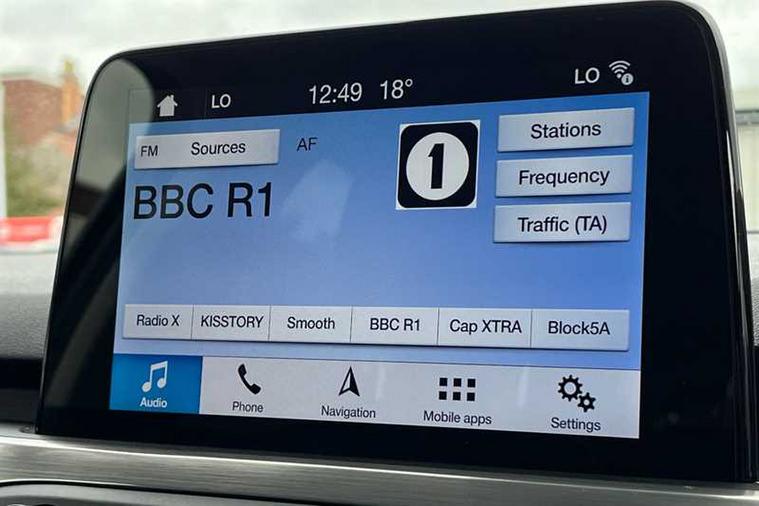 LO 12:49 18° LO
FM Sources AF
1
Stations
BBC R1
Frequency
Traffic (TA)
Radio X KISSTORY Smooth BBC R1 Cap XTRA Block5A
Audio Phone Navigation Mobile apps Settings